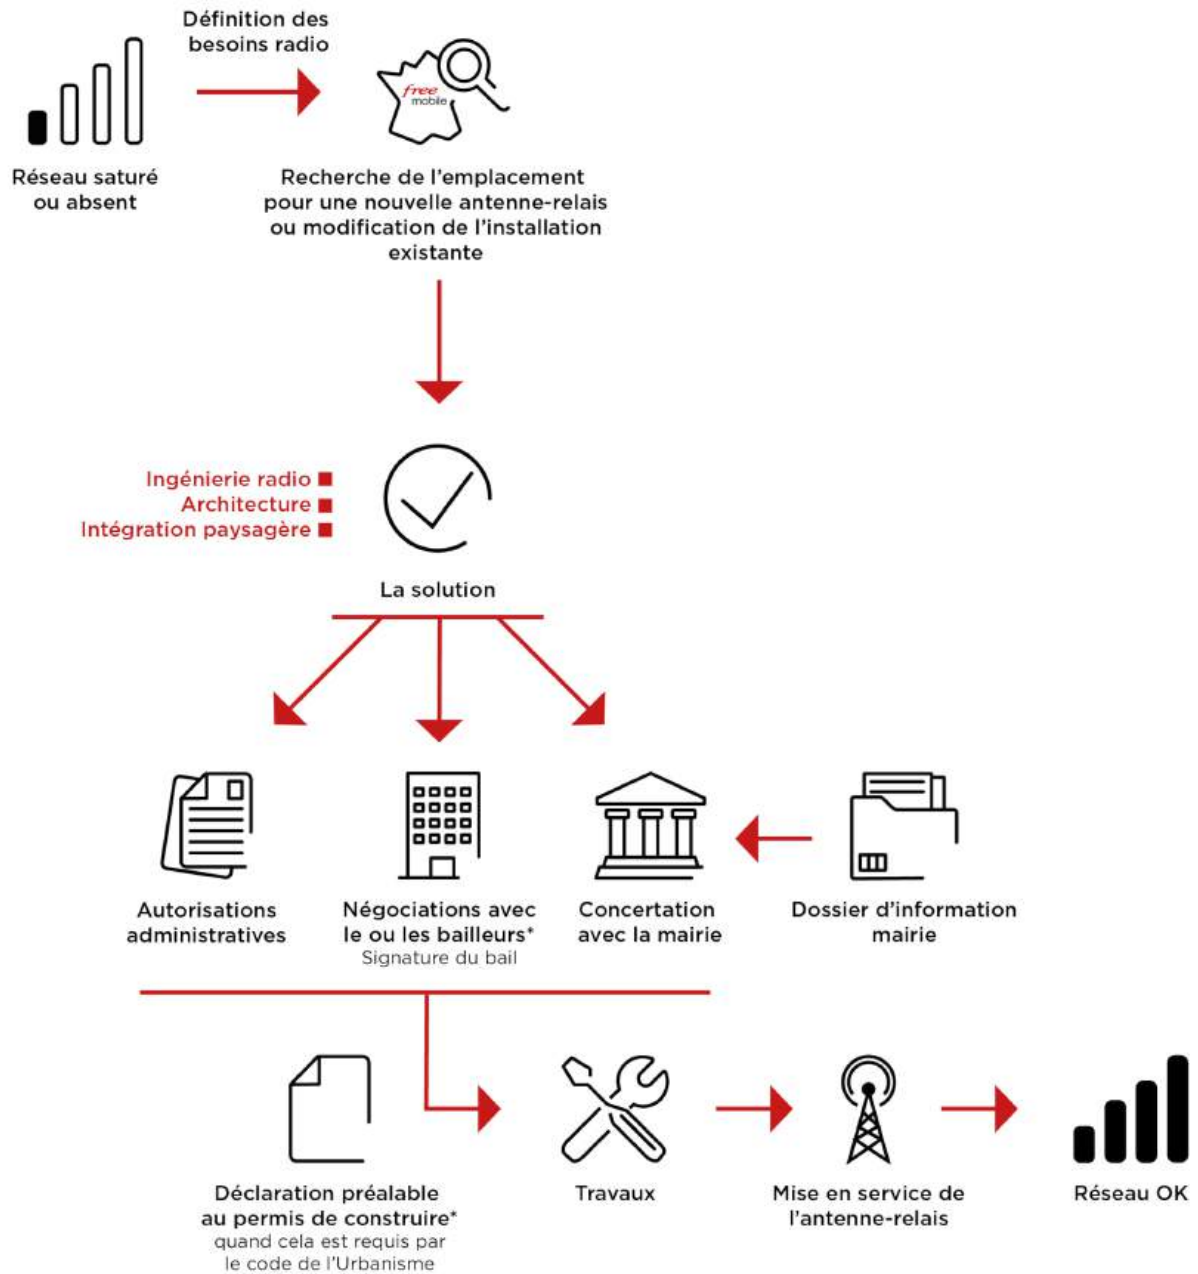 Définition des
besoins radio
free
mobile
Réseau saturé
ou absent
Recherche de l'emplacement
pour une nouvelle antenne-relais
ou modification de l'installation
existante
Ingénierie radio
Architecture
Intégration paysagère
La solution
Autorisations
administratives
Négociations avec
le ou les bailleurs*
Signature du bail
Concertation
avec la mairie
Dossier d'information
mairie
Déclaration préalable
au permis de construire*
quand cela est requis par
le code de l'Urbanisme
Travaux
Mise en service de
l'antenne-relais
Réseau OK